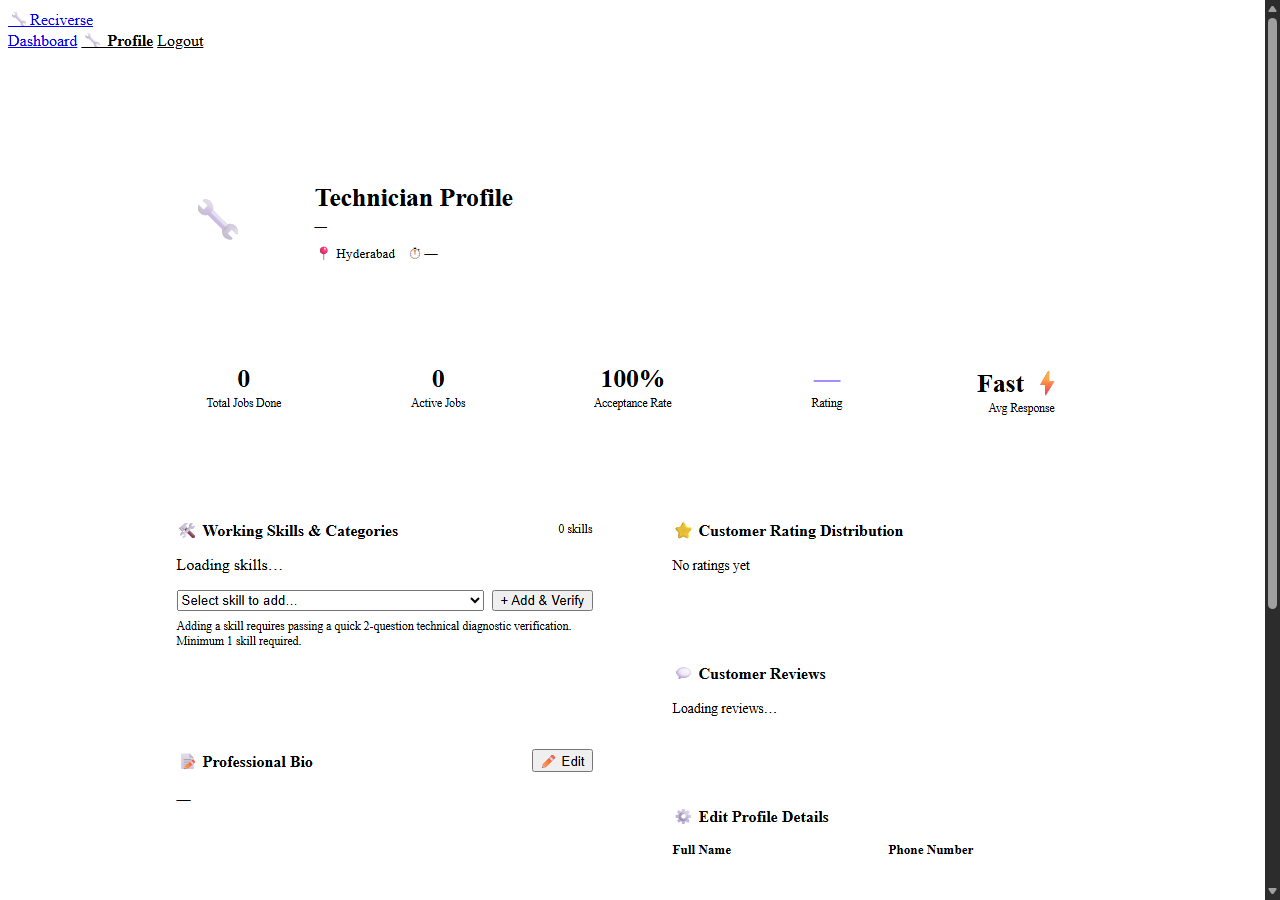 Reciverse
Dashboard Profile Logout
Technician Profile
—
Hyderabad —
0
Total Jobs Done
0
Active Jobs
100%
Acceptance Rate
—
Rating
Fast
Avg Response
Working Skills & Categories
0 skills
Loading skills…
Select skill to add...
+ Add & Verify
Adding a skill requires passing a quick 2-question technical diagnostic verification.
Minimum 1 skill required.
Professional Bio
Edit
—
Customer Rating Distribution
No ratings yet
Customer Reviews
Loading reviews…
Edit Profile Details
Full Name
Phone Number